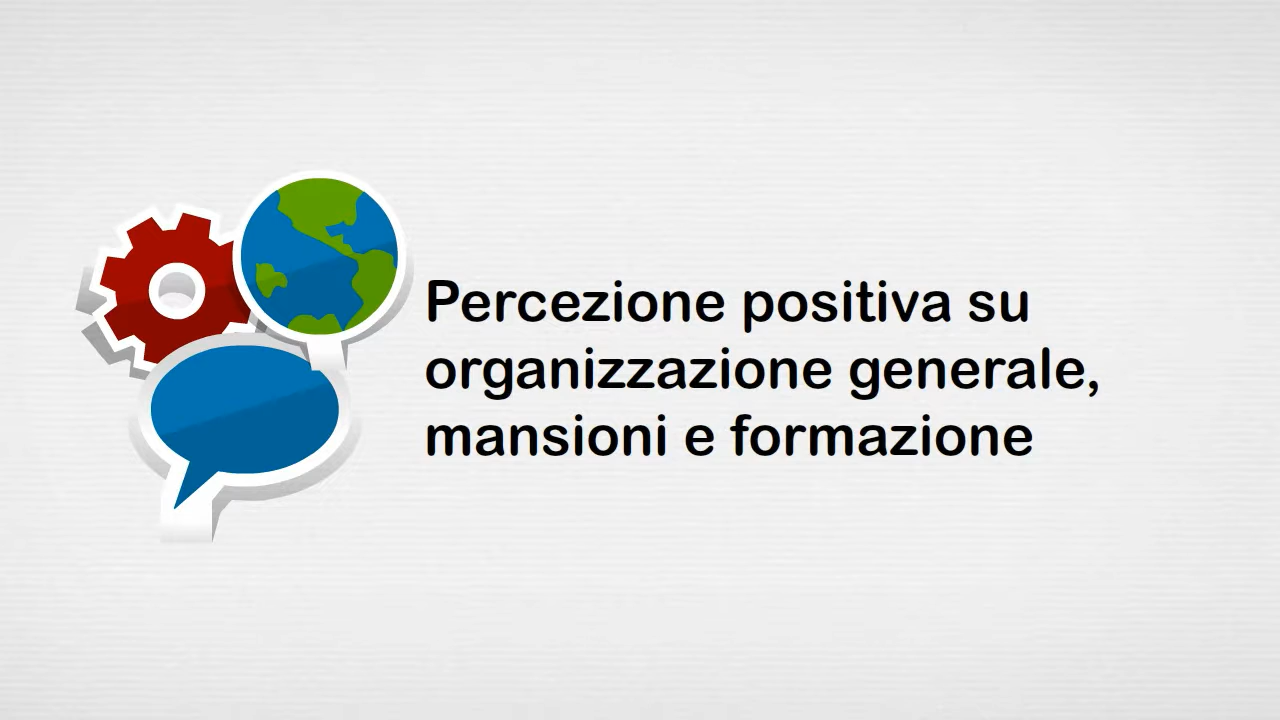 Percezione positiva su
organizzazione generale,
mansioni e formazione